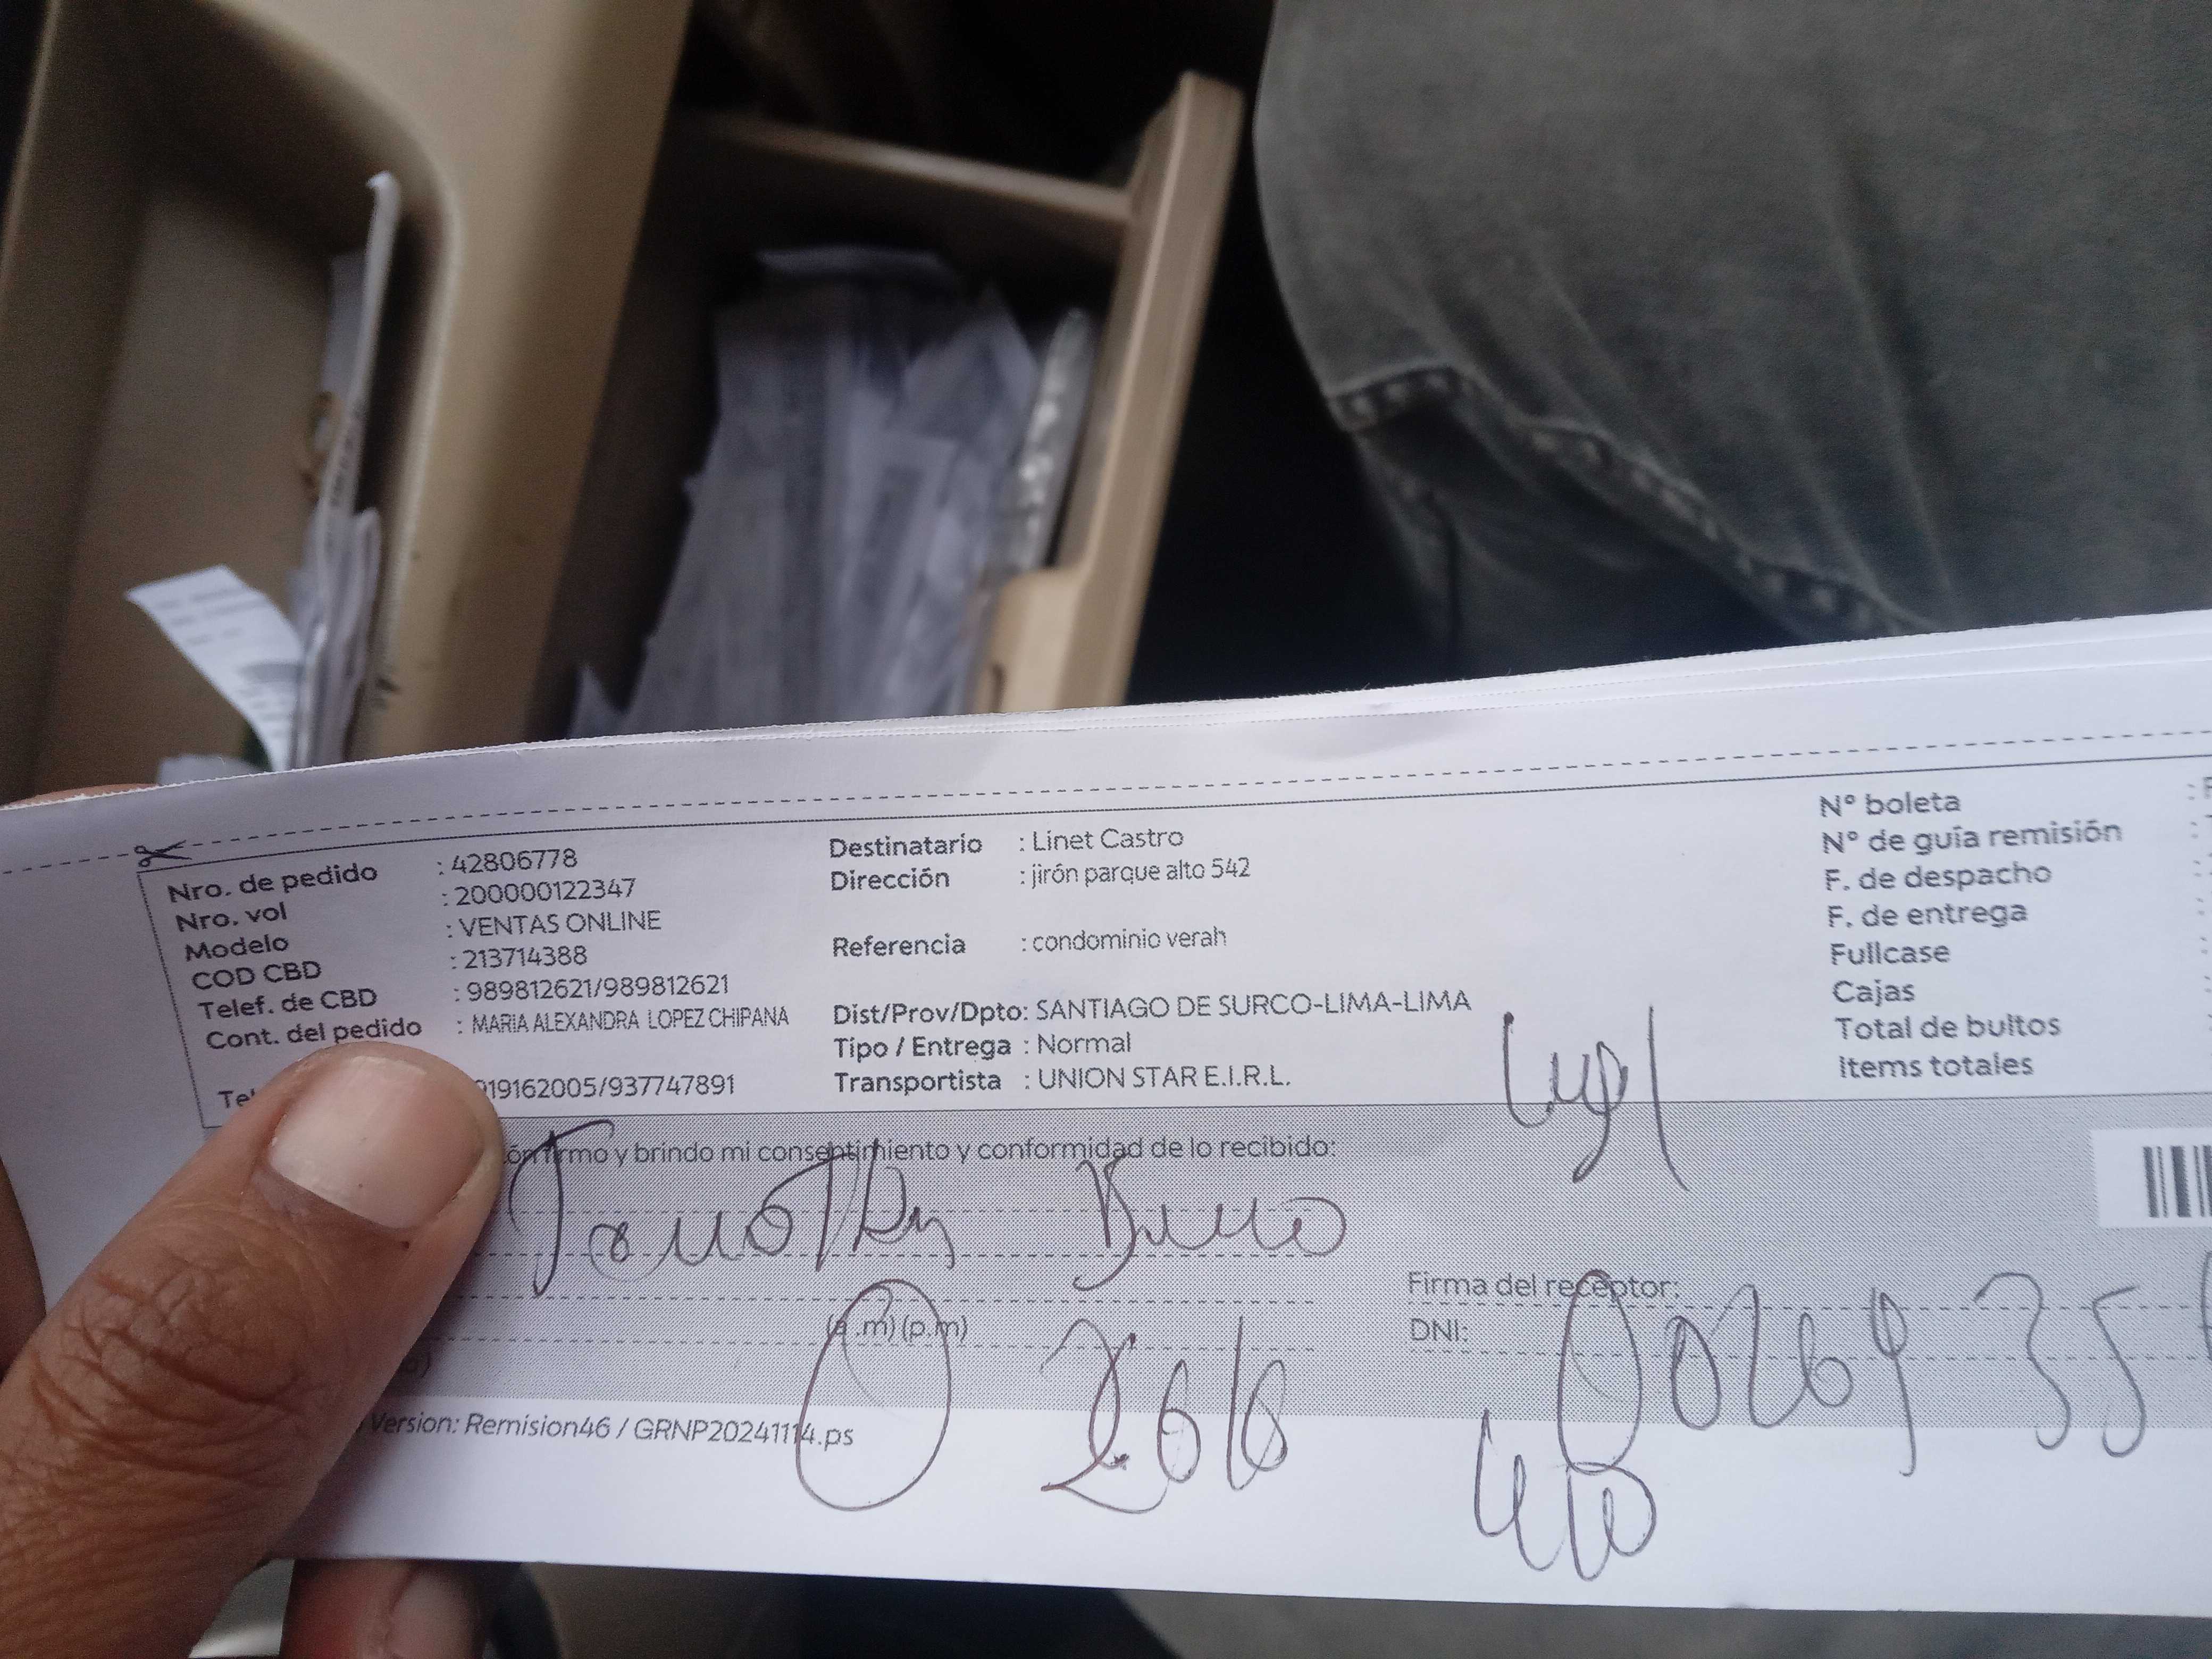 Nro. de pedido : 42806778
Nro. vol : 200000122347
Modelo : VENTAS ONLINE
COD CBD : 213714388
Telef. de CBD : 989812621/989812621
Cont. del pedido : MARIA ALEXANDRA LOPEZ CHIPANA
019162005/937747891
Destinatario : Linet Castro
Dirección : jirón parque alto 542
Referencia : condominio verah
Dist/Prov/Dpto: SANTIAGO DE SURCO-LIMA-LIMA
Tipo / Entrega : Normal
Transportista : UNION STAR E.I.R.L.
N° boleta :
N° de guía remisión :
F. de despacho :
F. de entrega :
Fullcase :
Cajas :
Total de bultos :
Items totales
y brindo mi consentimiento y conformidad de lo recibido:
(a.m) (p.m)
Firma del receptor:
DNI: 0026935
Version: Remision46 / GRNP20241114.ps